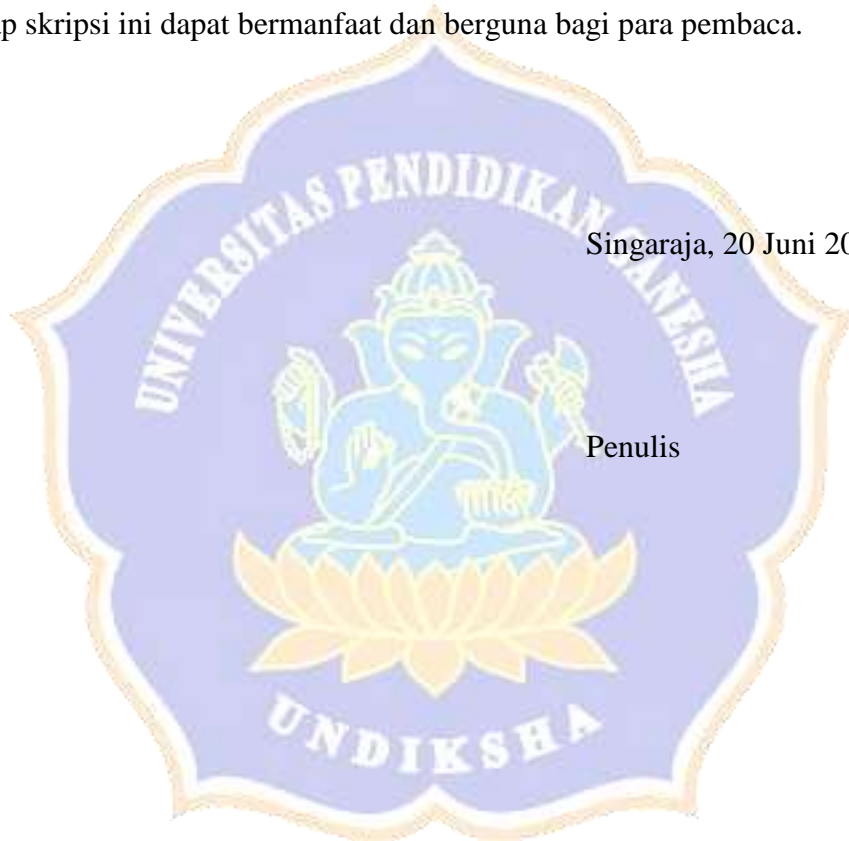 p skripsi ini dapat bermanfaat dan berguna bagi para pembaca.
UNIVERSITAS PENDIDIKAN GANESHA
Singaraja, 20 Juni 20
Penulis
UNDIKSHA